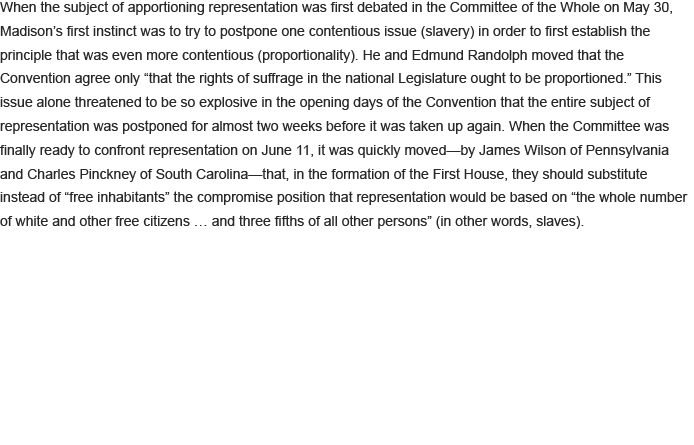 When the subject of apportioning representation was first debated in the Committee of the Whole on May 30,
Madison’s first instinct was to try to postpone one contentious issue (slavery) in order to first establish the
principle that was even more contentious (proportionality). He and Edmund Randolph moved that the
Convention agree only “that the rights of suffrage in the national Legislature ought to be proportioned.” This
issue alone threatened to be so explosive in the opening days of the Convention that the entire subject of
representation was postponed for almost two weeks before it was taken up again. When the Committee was
finally ready to confront representation on June 11, it was quickly moved—by James Wilson of Pennsylvania
and Charles Pinckney of South Carolina—that, in the formation of the First House, they should substitute
instead of “free inhabitants” the compromise position that representation would be based on “the whole number
of white and other free citizens … and three fifths of all other persons” (in other words, slaves).